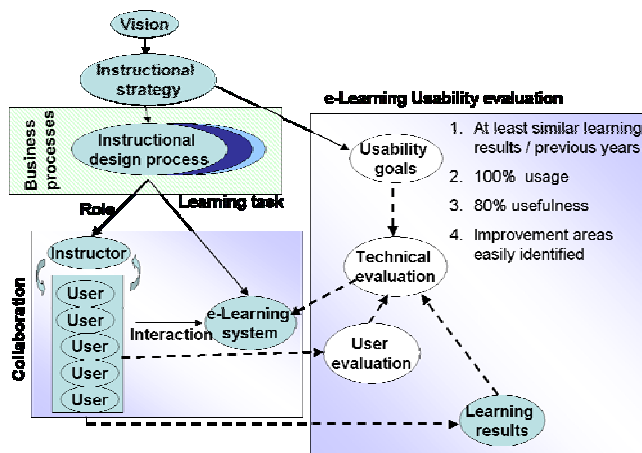 Vision
Instructional
strategy
e-Learning Usability evaluation
Business
processes
Instructional
design process
Role
Learning task
Usability
goals
1. At least similar learning
results / previous years
2. 100% usage
3. 80% usefulness
4. Improvement areas
easily identified
Collaboration
Instructor
User
User
User
User
User
Interaction
e-Learning
system
Technical
evaluation
User
evaluation
Learning
results